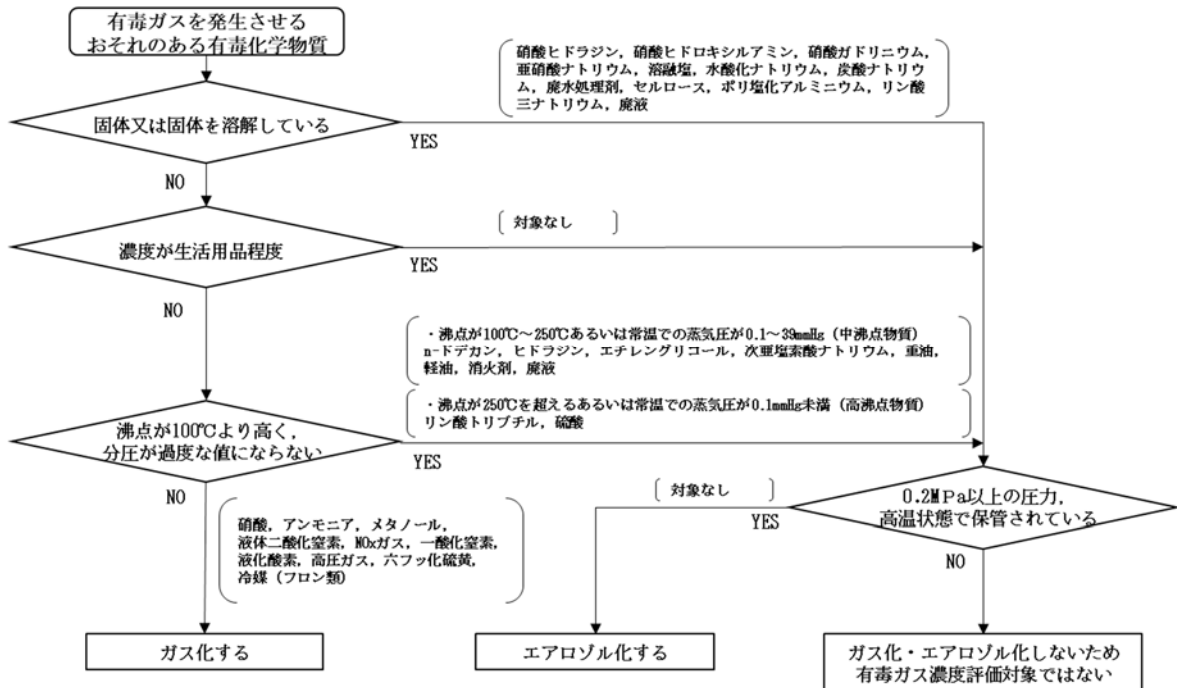 有毒ガスを発生させる
おそれのある有毒化学物質
硝酸ヒドラジン，硝酸ヒドロキシルアミン，硝酸ガドリニウム，
亜硝酸ナトリウム，溶融塩，水酸化ナトリウム，炭酸ナトリウ
ム，廃水処理剤，セルロース，ポリ塩化アルミニウム，リン酸
三ナトリウム，廃液
固体又は固体を溶解している
YES
NO
対象なし
濃度が生活用品程度
YES
NO
・沸点が100℃～250℃あるいは常温での蒸気圧が0.1～39mmHg（中沸点物質）
n-ドデカン，ヒドラジン，エチレングリコール，次亜塩素酸ナトリウム，重油，
軽油，消火剤，廃液
・沸点が250℃を超えるあるいは常温での蒸気圧が0.1mmHg未満（高沸点物質）
リン酸トリブチル，硫酸
沸点が100℃より高く，
分圧が過度な値にならない
YES
NO
対象なし
0.2MPa以上の圧力，
高温状態で保管されている
YES
NO
硝酸，アンモニア，メタノール，
液体二酸化窒素，NOxガス，一酸化窒素，
液化酸素，高圧ガス，六フッ化硫黄，
冷媒（フロン類）
ガス化する
エアロゾル化する
ガス化・エアロゾル化しないため
有毒ガス濃度評価対象ではない